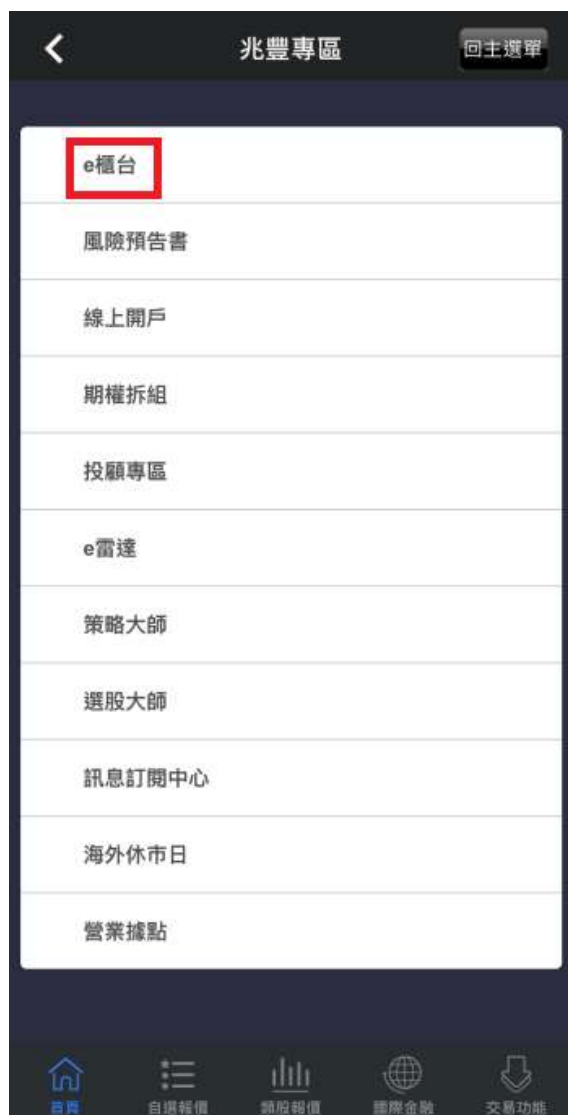 兆豐專區
回主選單
e櫃台
風險預告書
線上開戶
期權拆組
投顧專區
e雷達
策略大師
選股大師
訊息訂閱中心
海外休市日
營業據點
首頁 自選報價 類股報價 國際金融 交易功能